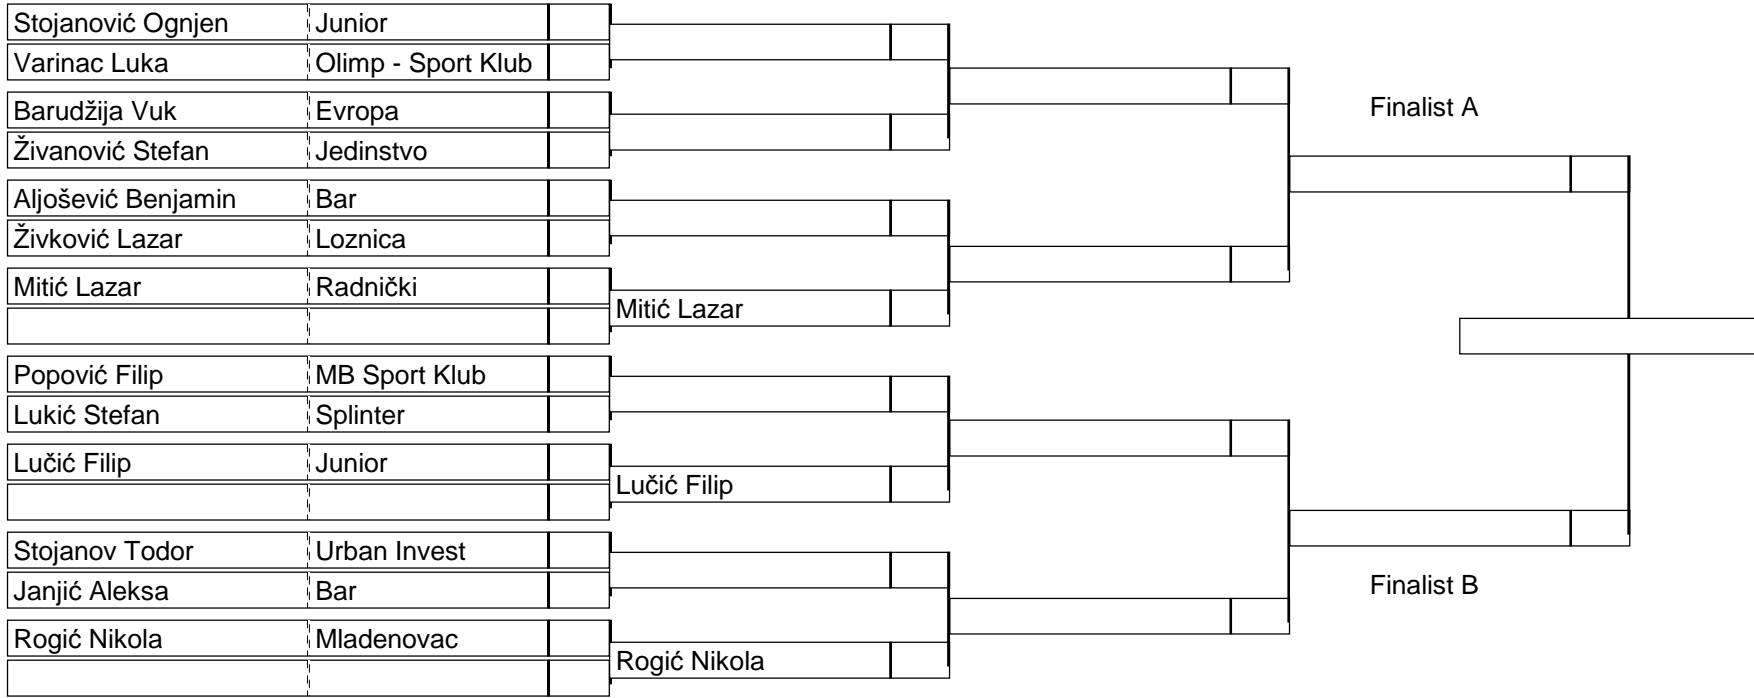 Stojanović Ognjen Junior
Varinac Luka Olimp - Sport Klub
Barudžija Vuk Evropa
Finalist A
Živanović Stefan Jedinstvo
Aljošević Benjamin Bar
Živković Lazar Loznica
Mitić Lazar Radnički
Mitić Lazar
Popović Filip MB Sport Klub
Lukić Stefan Splinter
Lučić Filip Junior
Lučić Filip
Stojanov Todor Urban Invest
Janjić Aleksa Bar
Finalist B
Rogić Nikola Mladenovac
Rogić Nikola